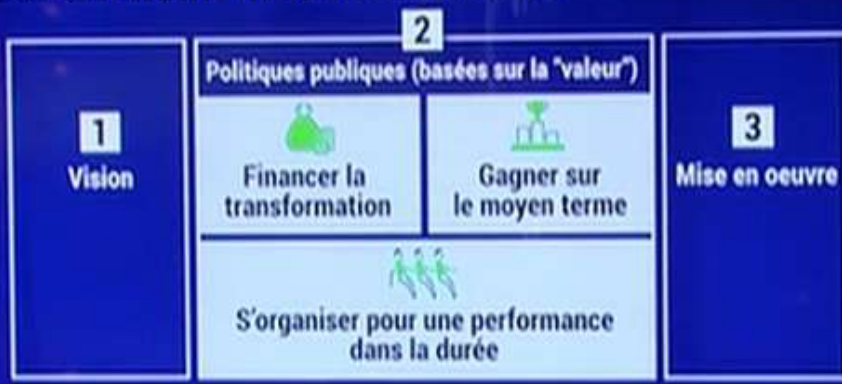 1
Vision
2
Politiques publiques (basées sur la "valeur")
Financer la
transformation
Gagner sur
le moyen terme
S'organiser pour une performance
dans la durée
3
Mise en oeuvre